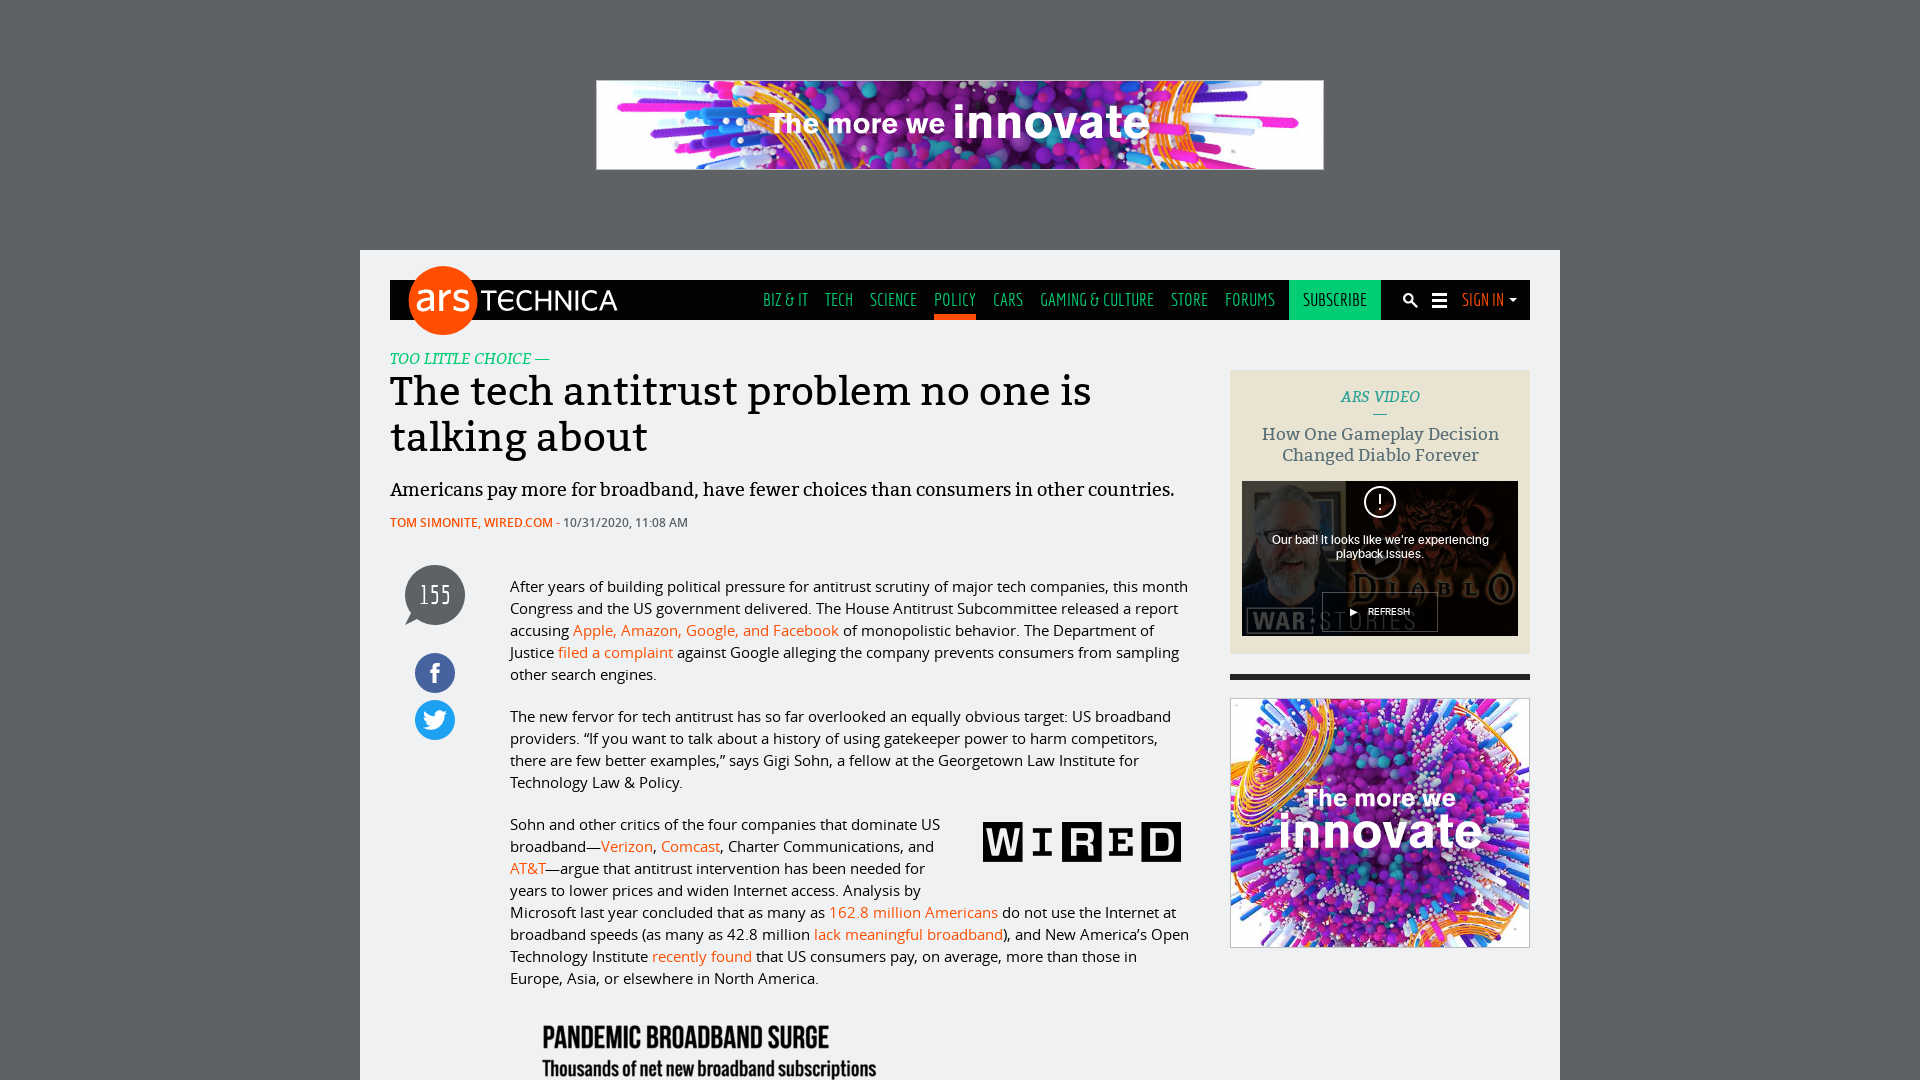 The more we innovate
ars TECHNICA
BIZ & IT TECH SCIENCE POLICY CARS GAMING & CULTURE STORE FORUMS SUBSCRIBE SIGN IN
TOO LITTLE CHOICE —
The tech antitrust problem no one is
talking about
Americans pay more for broadband, have fewer choices than consumers in other countries.
TOM SIMONITE, WIRED.COM - 10/31/2020, 11:08 AM
155
After years of building political pressure for antitrust scrutiny of major tech companies, this month
Congress and the US government delivered. The House Antitrust Subcommittee released a report
accusing Apple, Amazon, Google, and Facebook of monopolistic behavior. The Department of
Justice filed a complaint against Google alleging the company prevents consumers from sampling
other search engines.
The new fervor for tech antitrust has so far overlooked an equally obvious target: US broadband
providers. “If you want to talk about a history of using gatekeeper power to harm competitors,
there are few better examples,” says Gigi Sohn, a fellow at the Georgetown Law Institute for
Technology Law & Policy.
WIRED
Sohn and other critics of the four companies that dominate US
broadband—Verizon, Comcast, Charter Communications, and
AT&T—argue that antitrust intervention has been needed for
years to lower prices and widen Internet access. Analysis by
Microsoft last year concluded that as many as 162.8 million Americans do not use the Internet at
broadband speeds (as many as 42.8 million lack meaningful broadband), and New America’s Open
Technology Institute recently found that US consumers pay, on average, more than those in
Europe, Asia, or elsewhere in North America.
PANDEMIC BROADBAND SURGE
Thousands of net new broadband subscriptions
ARS VIDEO
—
How One Gameplay Decision
Changed Diablo Forever
Our bad! It looks like we're experiencing
playback issues.
DIABLO
REFRESH
WAR·STORIES
The more we
innovate